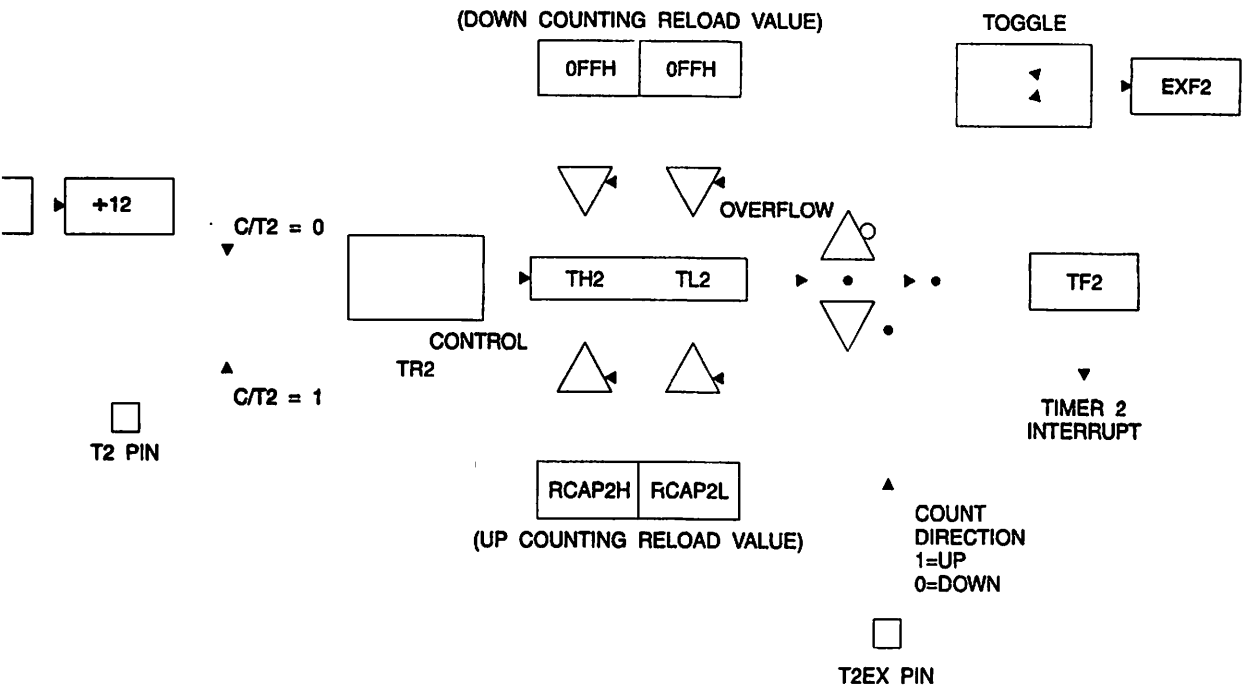 (DOWN COUNTING RELOAD VALUE)
TOGGLE
0FFH 0FFH
EXF2
+12
C/T2 = 0
OVERFLOW
TH2 TL2
TF2
CONTROL
TR2
C/T2 = 1
T2 PIN
TIMER 2
INTERRUPT
RCAP2H RCAP2L
(UP COUNTING RELOAD VALUE)
COUNT
DIRECTION
1=UP
0=DOWN
T2EX PIN